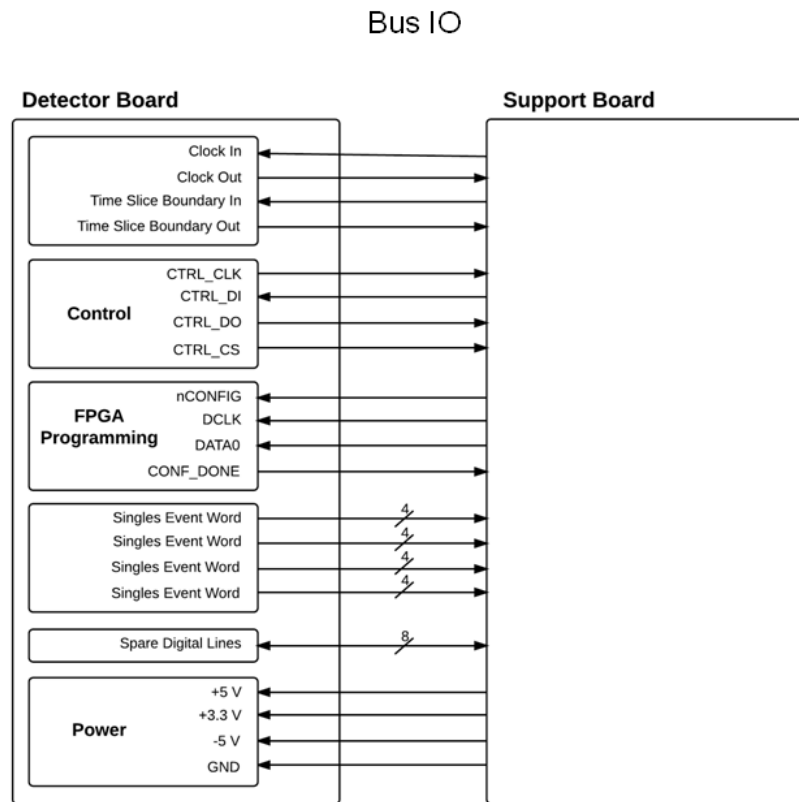 Bus IO
Detector Board
Support Board
Clock In
Clock Out
Time Slice Boundary In
Time Slice Boundary Out
Control
CTRL_CLK
CTRL_DI
CTRL_DO
CTRL_CS
FPGA
Programming
nCONFIG
DCLK
DATA0
CONF_DONE
Singles Event Word
4
Singles Event Word
4
Singles Event Word
4
Singles Event Word
4
Spare Digital Lines
8
Power
+5 V
+3.3 V
-5 V
GND